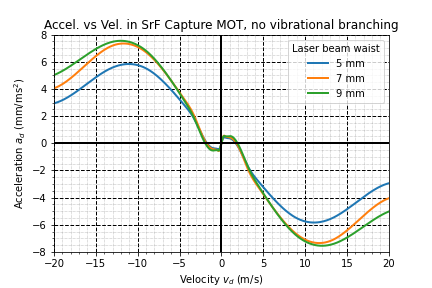 Accel. vs Vel. in SrF Capture MOT, no vibrational branching
Laser beam waist
5 mm
7 mm
9 mm
Acceleration a_d (mm/ms²)
8
6
4
2
0
−2
−4
−6
−8
−20
−15
−10
−5
0
5
10
15
20
Velocity v_d (m/s)